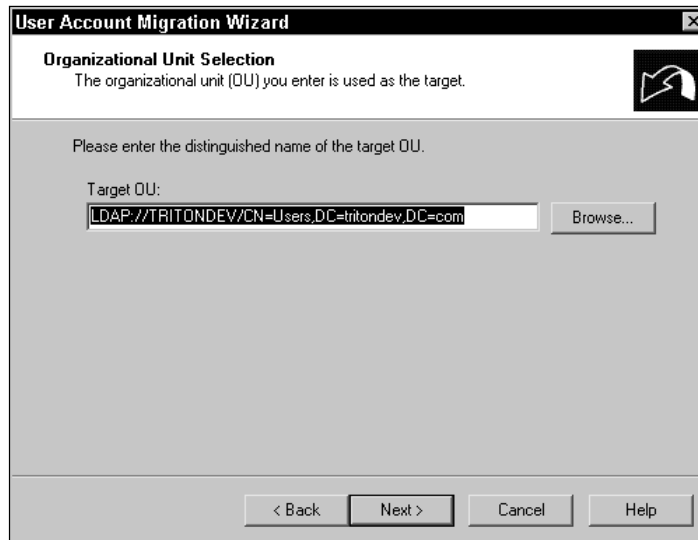 User Account Migration Wizard
Organizational Unit Selection
The organizational unit (OU) you enter is used as the target.
Please enter the distinguished name of the target OU.
Target OU:
LDAP://TRITONDEV/CN=Users,DC=tritondev,DC=com
Browse...
< Back
Next >
Cancel
Help